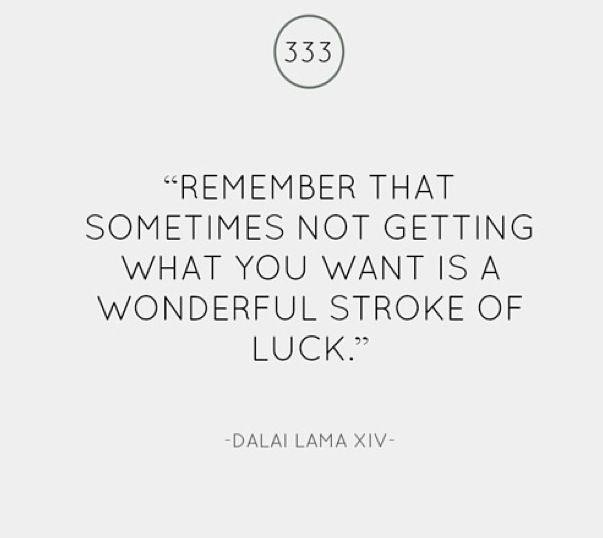 333
“REMEMBER THAT
SOMETIMES NOT GETTING
WHAT YOU WANT IS A
WONDERFUL STROKE OF
LUCK.”
-DALAI LAMA XIV-